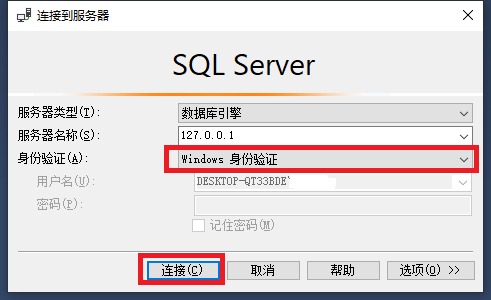 连接到服务器
SQL Server
服务器类型(T): 数据库引擎
服务器名称(S): 127.0.0.1
身份验证(A): Windows 身份验证
用户名(U): DESKTOP-QT33BDE
密码(P):
记住密码(M)
连接(C) 取消 帮助 选项(O) >>